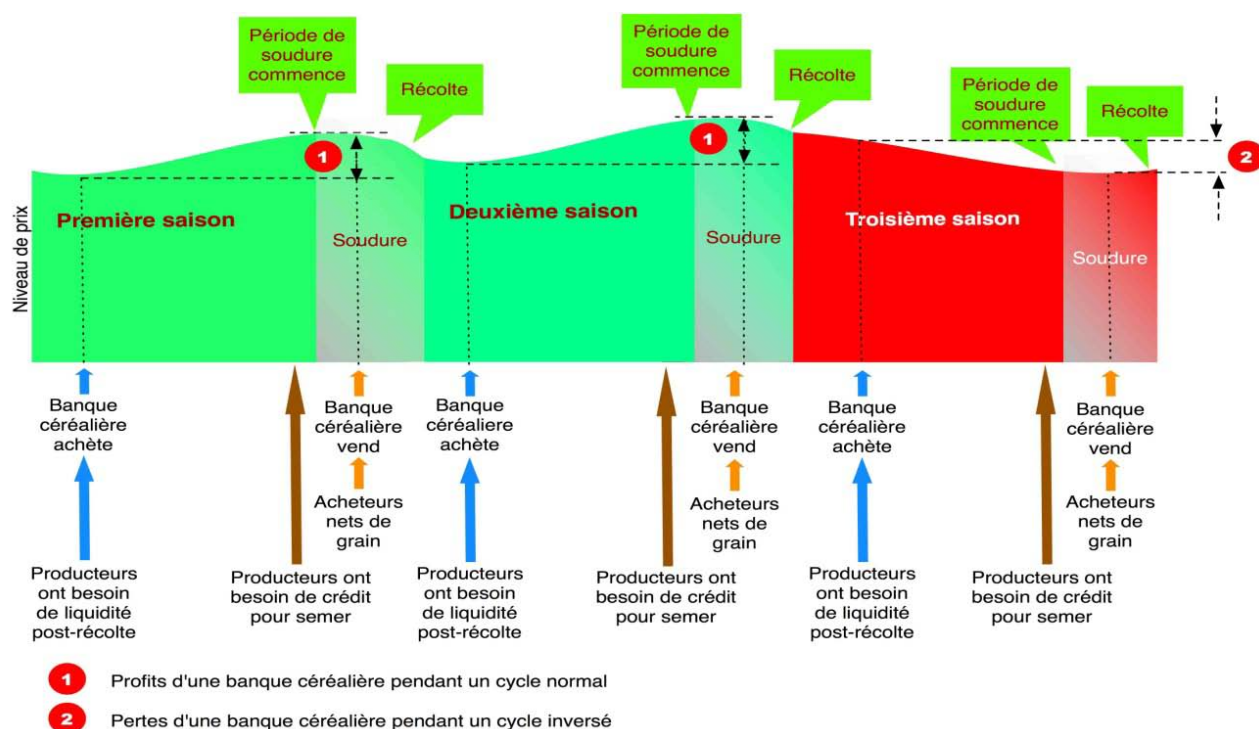 Période de
soudure
commence
Récolte
Période de
soudure
commence
Récolte
Période de
soudure
commence
Récolte
1
1
2
Niveau de prix
Première saison
Soudure
Deuxième saison
Soudure
Troisième saison
Soudure
Banque
céréalière
achète
Banque
céréalière
vend
Banque
céréaliere
achète
Banque
céréalière
vend
Banque
céréalière
achète
Banque
céréalière
vend
Acheteurs
nets de
grain
Acheteurs
nets de
grain
Acheteurs
nets de
grain
Producteurs
ont besoin
de liquidité
post-récolte
Producteurs ont
besoin de crédit
pour semer
Producteurs
ont besoin
de liquidité
post-récolte
Producteurs ont
besoin de crédit
pour semer
Producteurs
ont besoin
de liquidité
post-récolte
Producteurs ont
besoin de crédit
pour semer
1 Profits d'une banque céréalière pendant un cycle normal
2 Pertes d'une banque céréalière pendant un cycle inversé